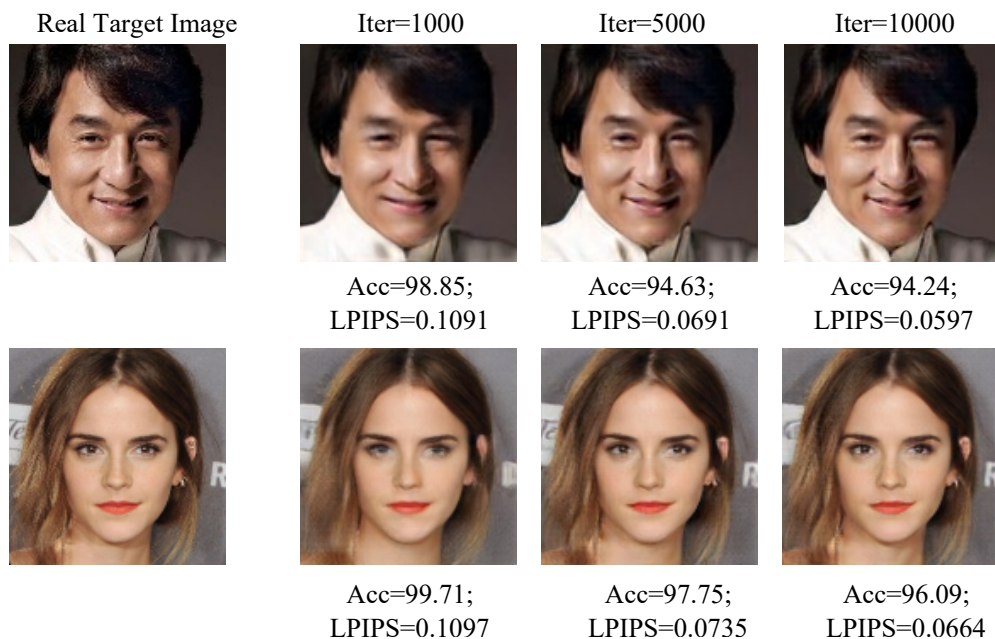 Real Target Image Iter=1000 Iter=5000 Iter=10000
Acc=98.85; Acc=94.63; Acc=94.24;
LPIPS=0.1091 LPIPS=0.0691 LPIPS=0.0597
R R
Acc=99.71; Acc=97.75; Acc=96.09;
LPIPS=0.1097 LPIPS=0.0735 LPIPS=0.0664